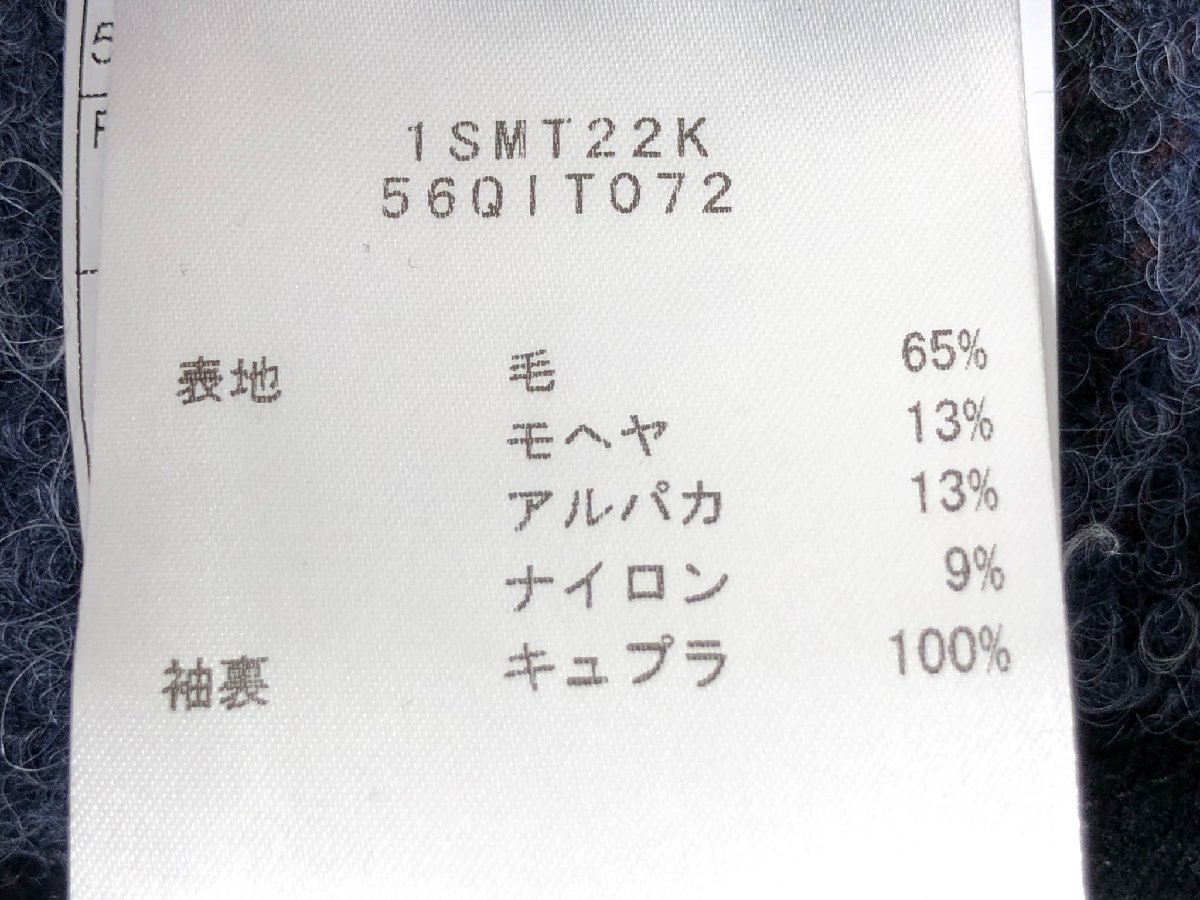 1SMT22K
56QIT072
表地 毛 65%
モヘヤ 13%
アルパカ 13%
ナイロン 9%
袖裏 キュプラ 100%